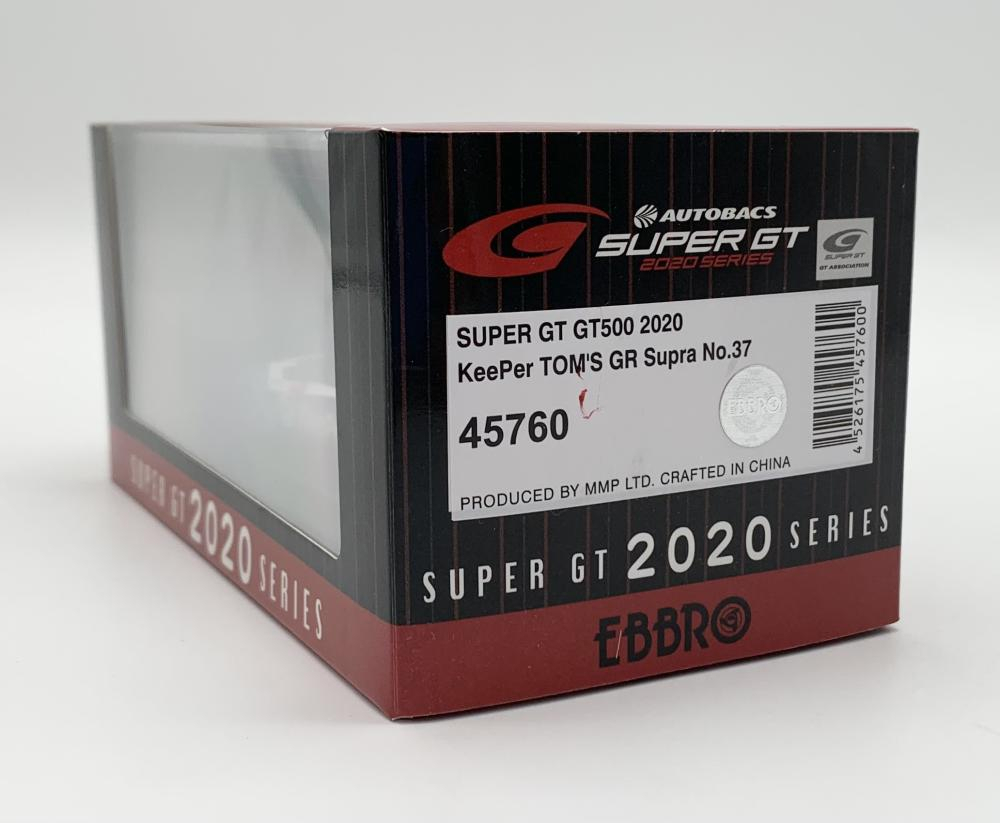 AUTOBACS
SUPER GT
2020 SERIES
SUPER GT
GT ASSOCIATION
SUPER GT GT500 2020
KeePer TOM'S GR Supra No.37
45760
EBBRO
4 526175 457600
PRODUCED BY MMP LTD. CRAFTED IN CHINA
SUPER GT 2020 SERIES
EBBRO
SUPER GT 2020 SERIES